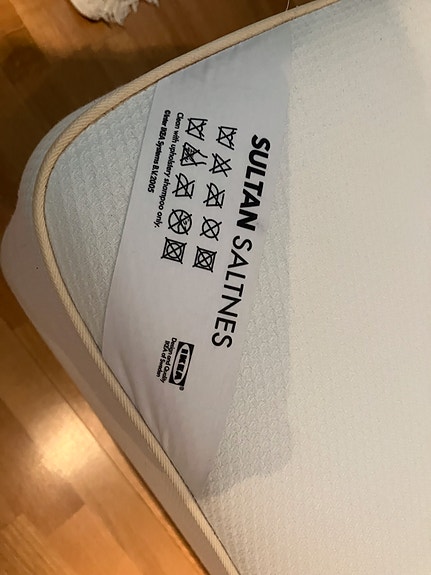 SULTAN SALTNES
Clean with upholstery shampoo only.
©Inter IKEA Systems B.V. 2005
IKEA®
Design and Quality
IKEA of Sweden